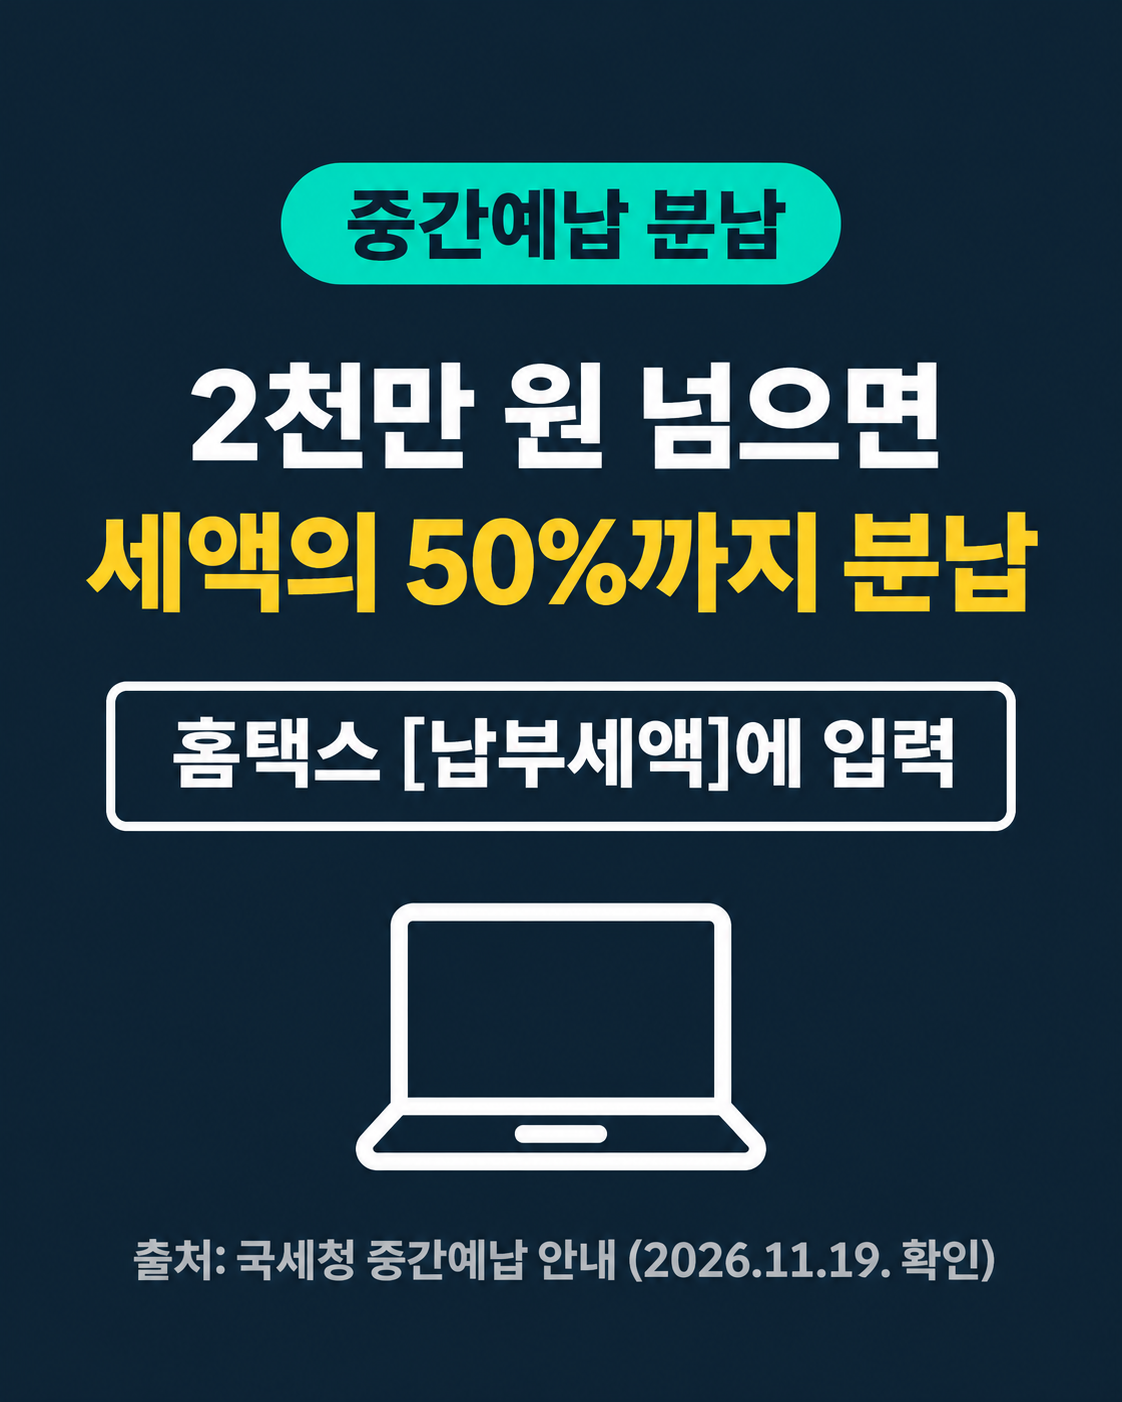 중간예납 분납
2천만 원 넘으면
세액의 50%까지 분납
홈택스 [납부세액]에 입력
출처: 국세청 중간예납 안내 (2026.11.19. 확인)